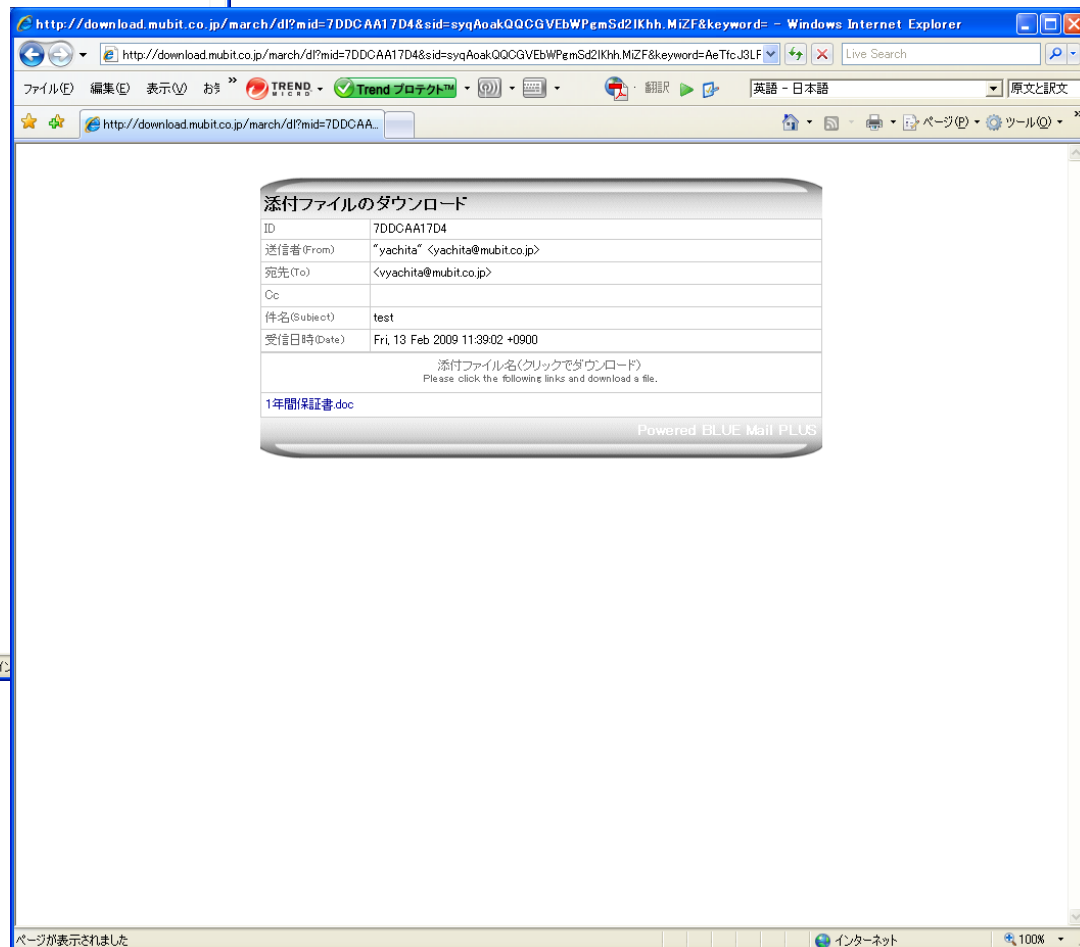 http://download.mubit.co.jp/march/dl?mid=7DDCAA17D4&sid=syqAoakQQCGVEbWPgmSd2IKhh.MiZF&keyword= - Windows Internet Explorer
http://download.mubit.co.jp/march/dl?mid=7DDCAA17D4&sid=syqAoakQQCGVEbWPgmSd2IKhh.MiZF&keyword=AeTfcJ3LF
Live Search
ファイル(F) 編集(E) 表示(V) お気 » TREND MICRO Trend プロテクト™ 翻訳 英語 - 日本語 原文と訳文
http://download.mubit.co.jp/march/dl?mid=7DDCAA...
ページ(P) ツール(O) »
添付ファイルのダウンロード
ID 7DDCAA17D4
送信者(From) "yachita" <yachita@mubit.co.jp>
宛先(To) <vyachita@mubit.co.jp>
Cc
件名(Subject) test
受信日時(Date) Fri, 13 Feb 2009 11:39:02 +0900
添付ファイル名(クリックでダウンロード)
Please click the following links and download a file.
1年間保証書.doc
Powered BLUE Mail PLUS
ページが表示されました インターネット 100%